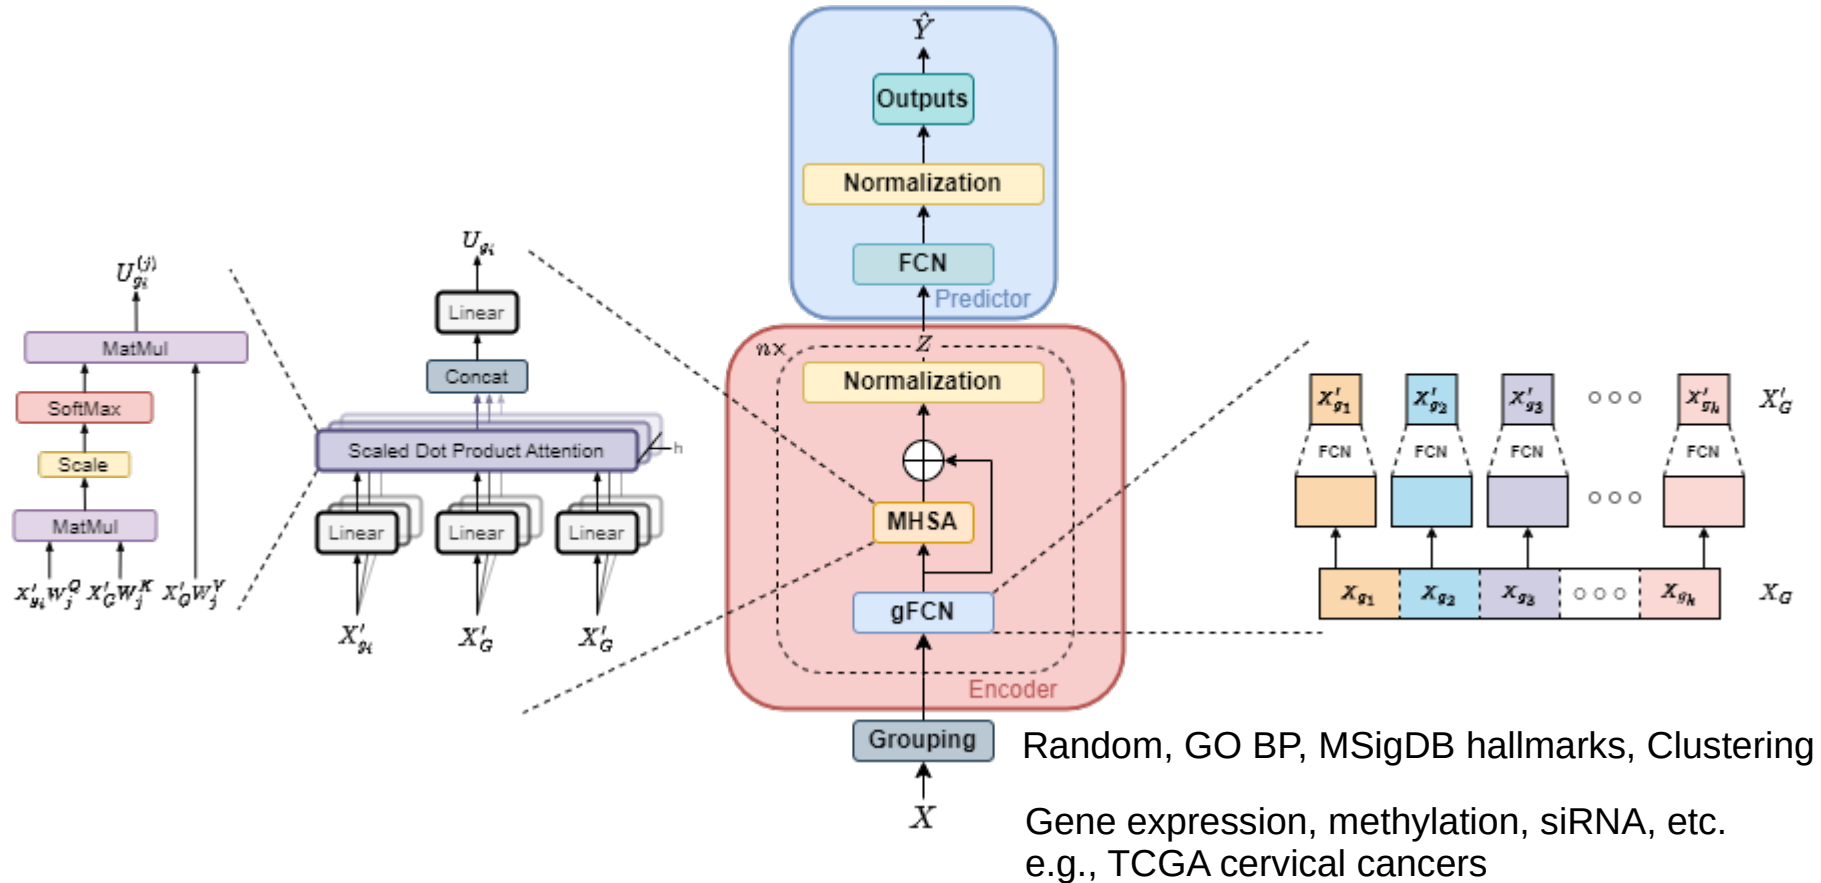 Ŷ
Outputs
Normalization
FCN
Predictor
n×
Z
Normalization
MHSA
gFCN
Encoder
Grouping
X
U_{g_i}^{(j)}
MatMul
SoftMax
Scale
MatMul
X'_{g_i}W_j^Q X'_G W_j^K X'_G W_j^V
U_{g_i}
Linear
Concat
Scaled Dot Product Attention
h
Linear Linear Linear
X'_{g_i} X'_G X'_G
X'_{g_1} X'_{g_2} X'_{g_3} ○○○ X'_{g_h} X'_G
FCN FCN FCN FCN
○○○
X_{g_1} X_{g_2} X_{g_3} ○○○ X_{g_h} X_G
Random, GO BP, MSigDB hallmarks, Clustering
Gene expression, methylation, siRNA, etc.
e.g., TCGA cervical cancers